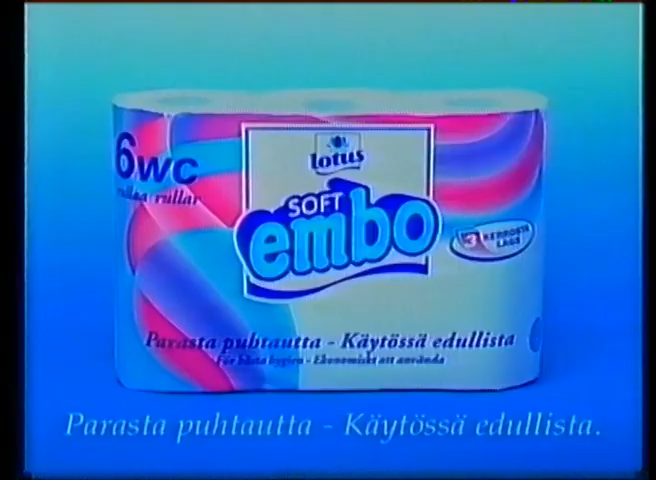 lotus
6WC
rullaa rullar
SOFT
embo
3 KERROSTA
LAGS
Parasta puhtautta - Käytössä edullista
För bästa hygien - Ekonomiskt att använda
Parasta puhtautta - Käytössä edullista.